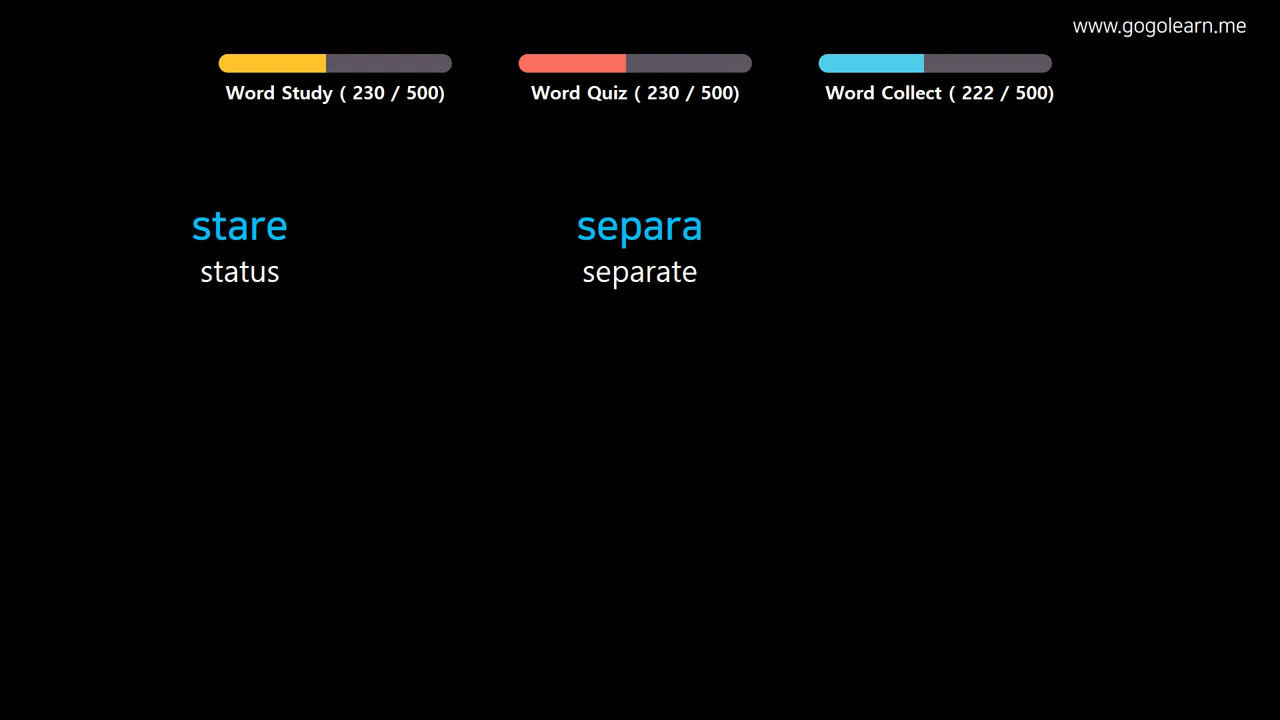 www.gogolearn.me
Word Study ( 230 / 500)
Word Quiz ( 230 / 500)
Word Collect ( 222 / 500)
stare
status
separa
separate